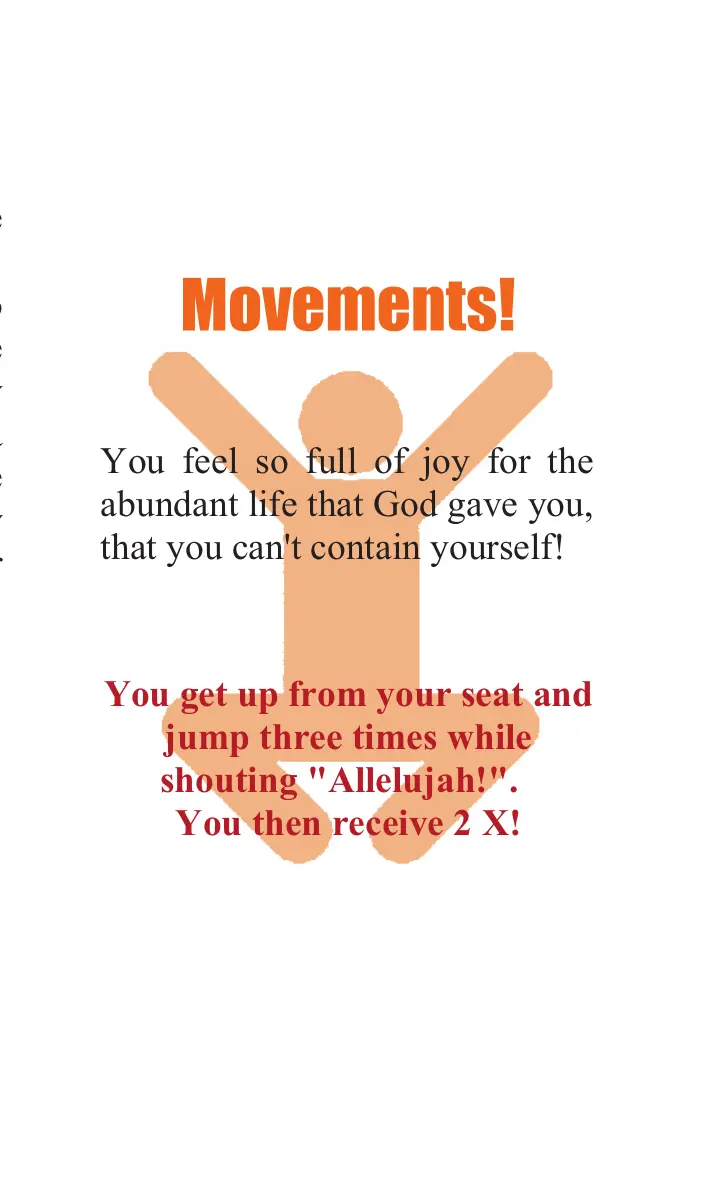 Movements!
You feel so full of joy for the
abundant life that God gave you,
that you can't contain yourself!
You get up from your seat and
jump three times while
shouting "Allelujah!".
You then receive 2 X!